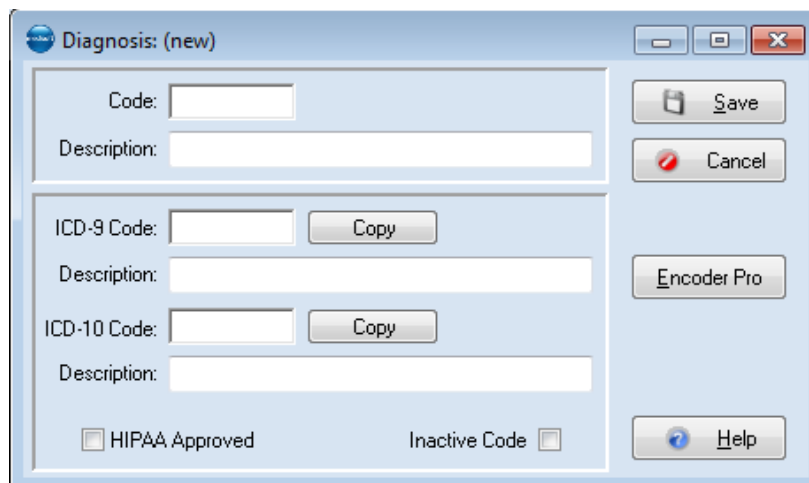 Diagnosis: (new)
Code:
Save
Description:
Cancel
ICD-9 Code: Copy
Description:
Encoder Pro
ICD-10 Code: Copy
Description:
HIPAA Approved Inactive Code
Help